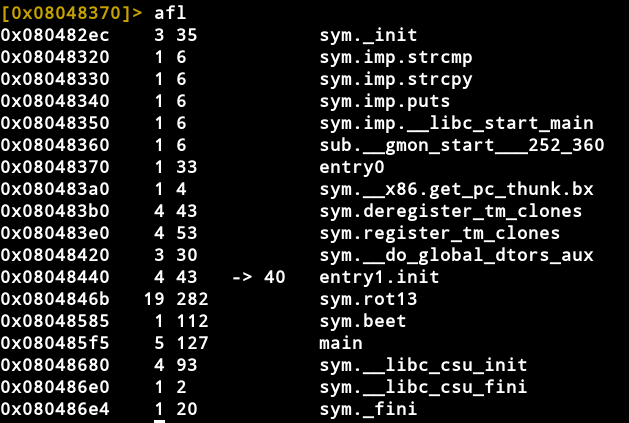 [0x08048370]> afl
0x080482ec 3 35 sym._init
0x08048320 1 6 sym.imp.strcmp
0x08048330 1 6 sym.imp.strcpy
0x08048340 1 6 sym.imp.puts
0x08048350 1 6 sym.imp.__libc_start_main
0x08048360 1 6 sub.__gmon_start___252_360
0x08048370 1 33 entry0
0x080483a0 1 4 sym.__x86.get_pc_thunk.bx
0x080483b0 4 43 sym.deregister_tm_clones
0x080483e0 4 53 sym.register_tm_clones
0x08048420 3 30 sym.__do_global_dtors_aux
0x08048440 4 43 -> 40 entry1.init
0x0804846b 19 282 sym.rot13
0x08048585 1 112 sym.beet
0x080485f5 5 127 main
0x08048680 4 93 sym.__libc_csu_init
0x080486e0 1 2 sym.__libc_csu_fini
0x080486e4 1 20 sym._fini